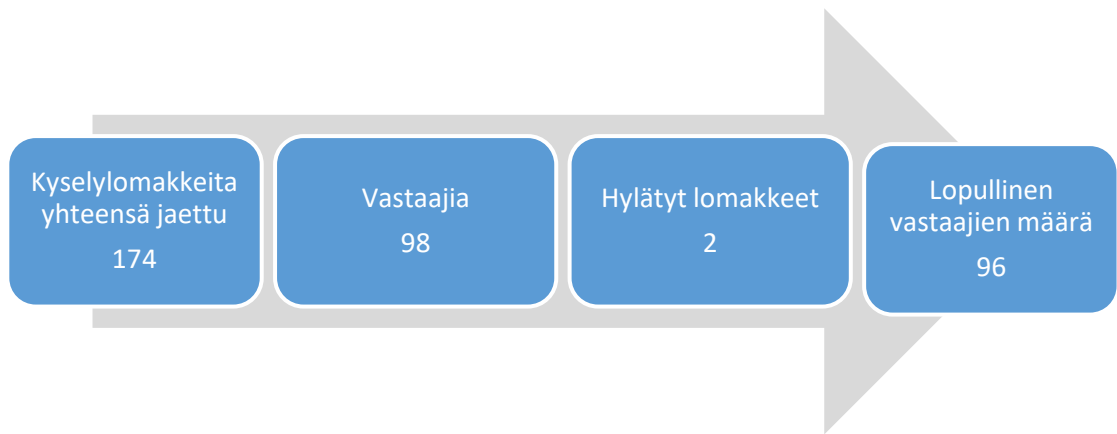 Kyselylomakkeita
yhteensä jaettu
174
Vastaajia
98
Hylätyt lomakkeet
2
Lopullinen
vastaajien määrä
96